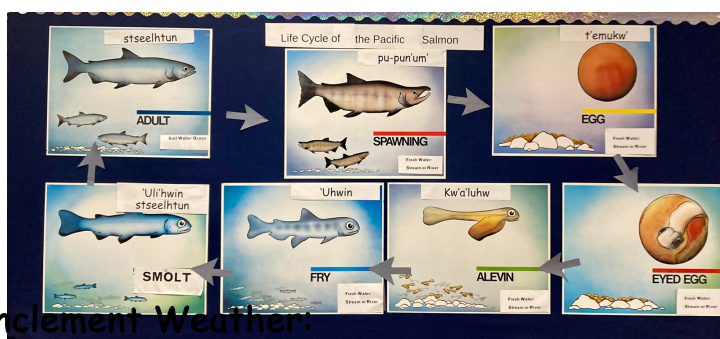 Life Cycle of the Pacific Salmon
stseelhtun
ADULT
Salt Water: Ocean
pu-pun'um'
SPAWNING
Fresh Water:
Stream or River
t'emukw'
EGG
Fresh Water:
Stream or River
EYED EGG
Fresh Water:
Stream or River
Kw'a'luhw
ALEVIN
Fresh Water:
Stream or River
'Uhwin
FRY
Fresh Water:
Stream or River
'Uli'hwin
stseelhtun
SMOLT
nclement Weather: